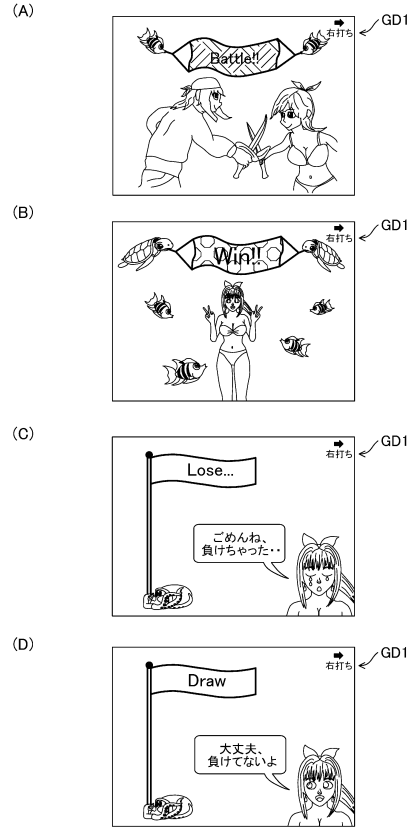 (A)
GD1
右打ち
Battle!!
(B)
GD1
右打ち
Win!!
(C)
GD1
右打ち
Lose...
ごめんね、
負けちゃった・・
(D)
GD1
右打ち
Draw
大丈夫、
負けてないよ